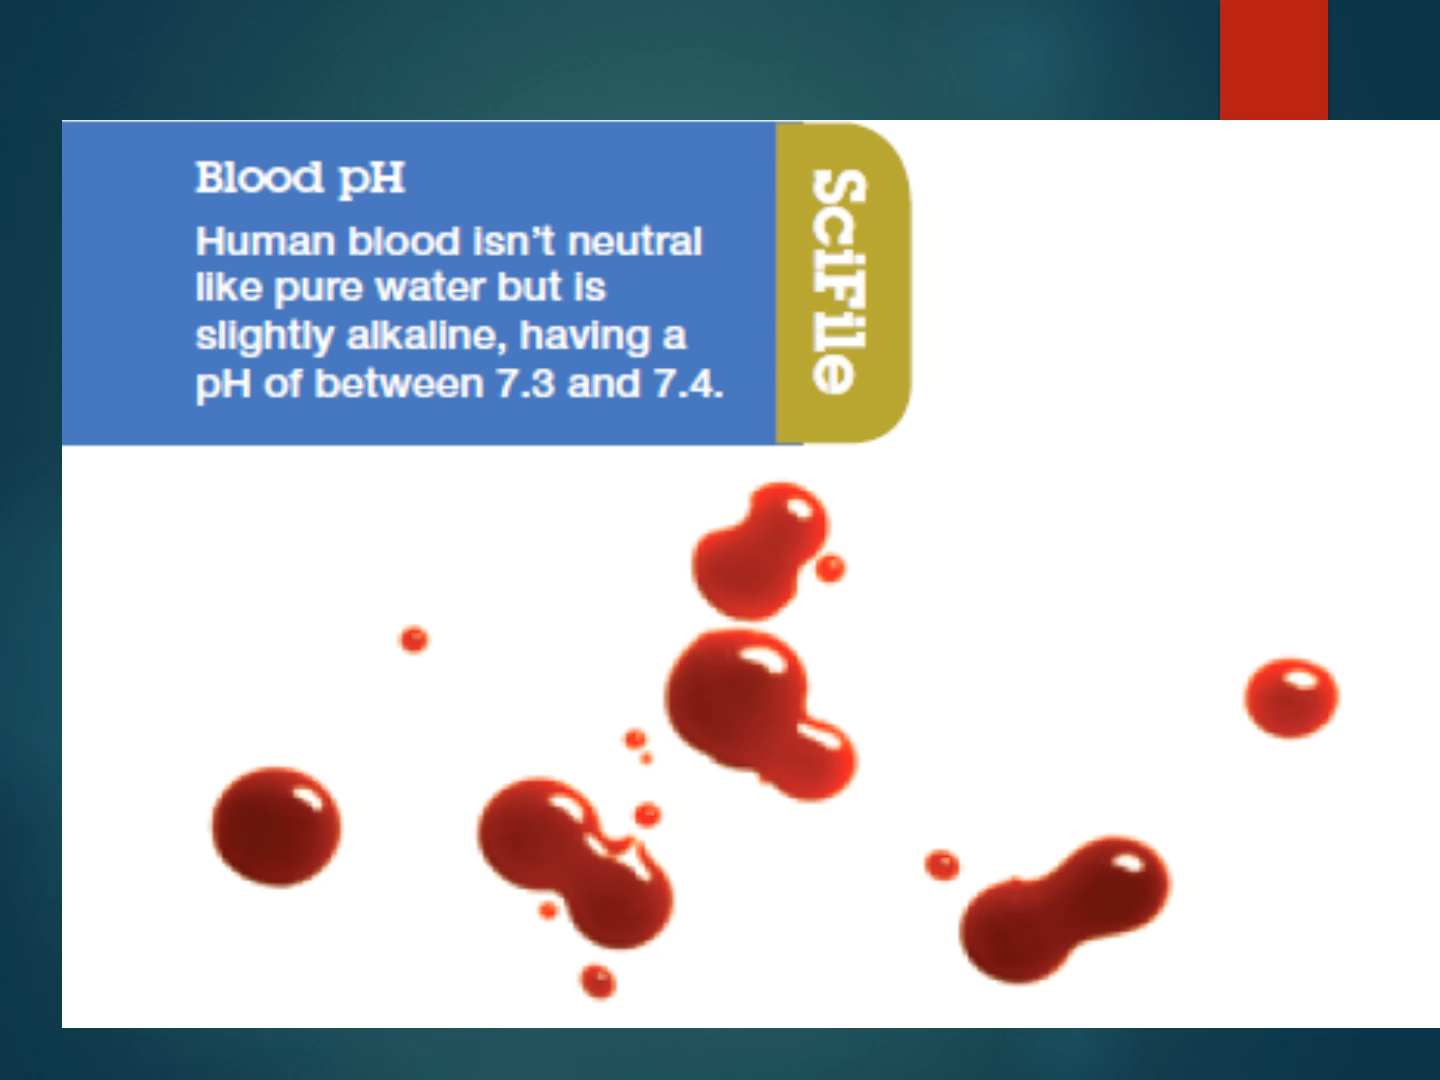 Blood pH
Human blood isn't neutral
like pure water but is
slightly alkaline, having a
pH of between 7.3 and 7.4.
SciFile